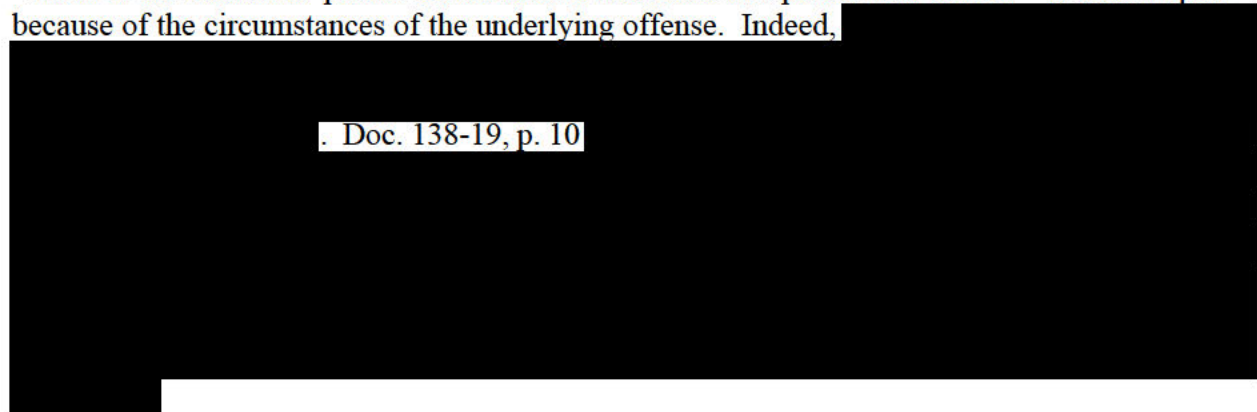 because of the circumstances of the underlying offense.  Indeed,
.  Doc. 138-19, p. 10